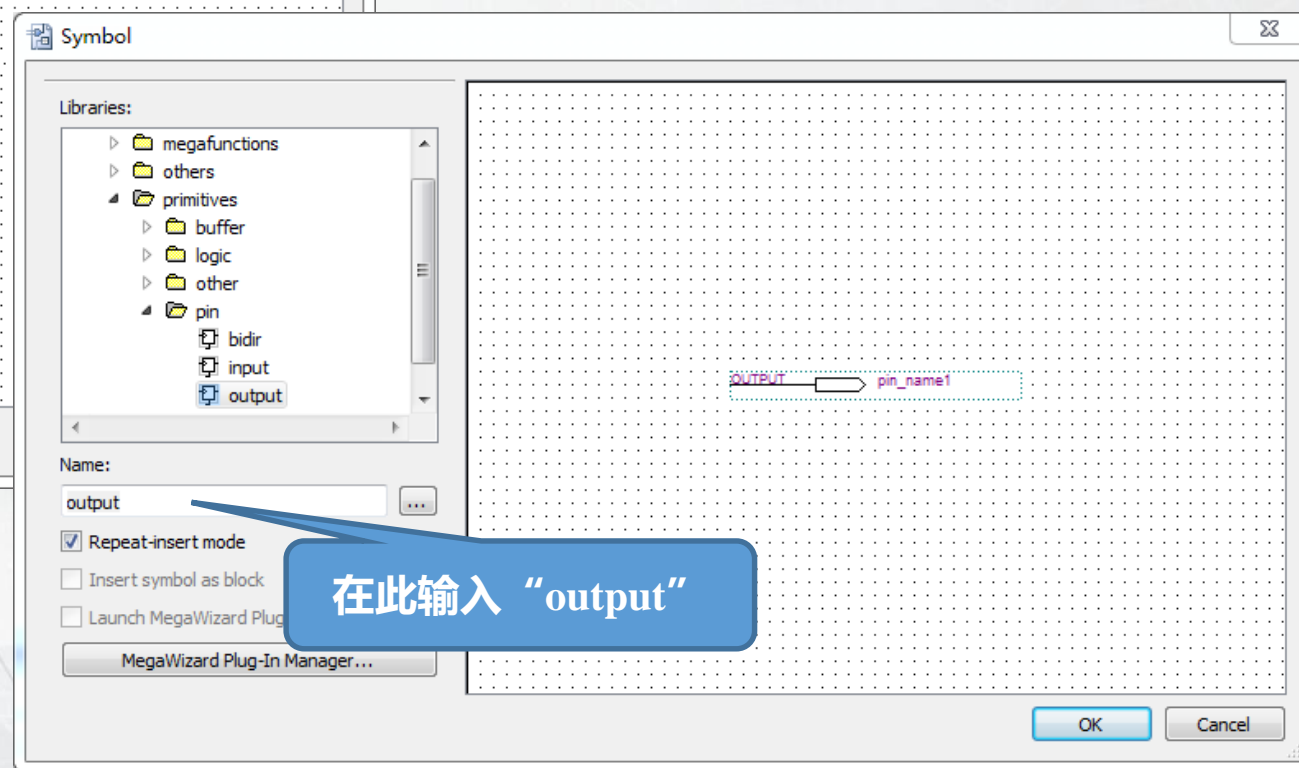 Symbol
Libraries:
megafunctions
others
primitives
buffer
logic
other
pin
bidir
input
output
Name:
output
...
Repeat-insert mode
Insert symbol as block
Launch MegaWizard Plug
MegaWizard Plug-In Manager...
在此输入“output”
OUTPUT
pin_name1
OK
Cancel